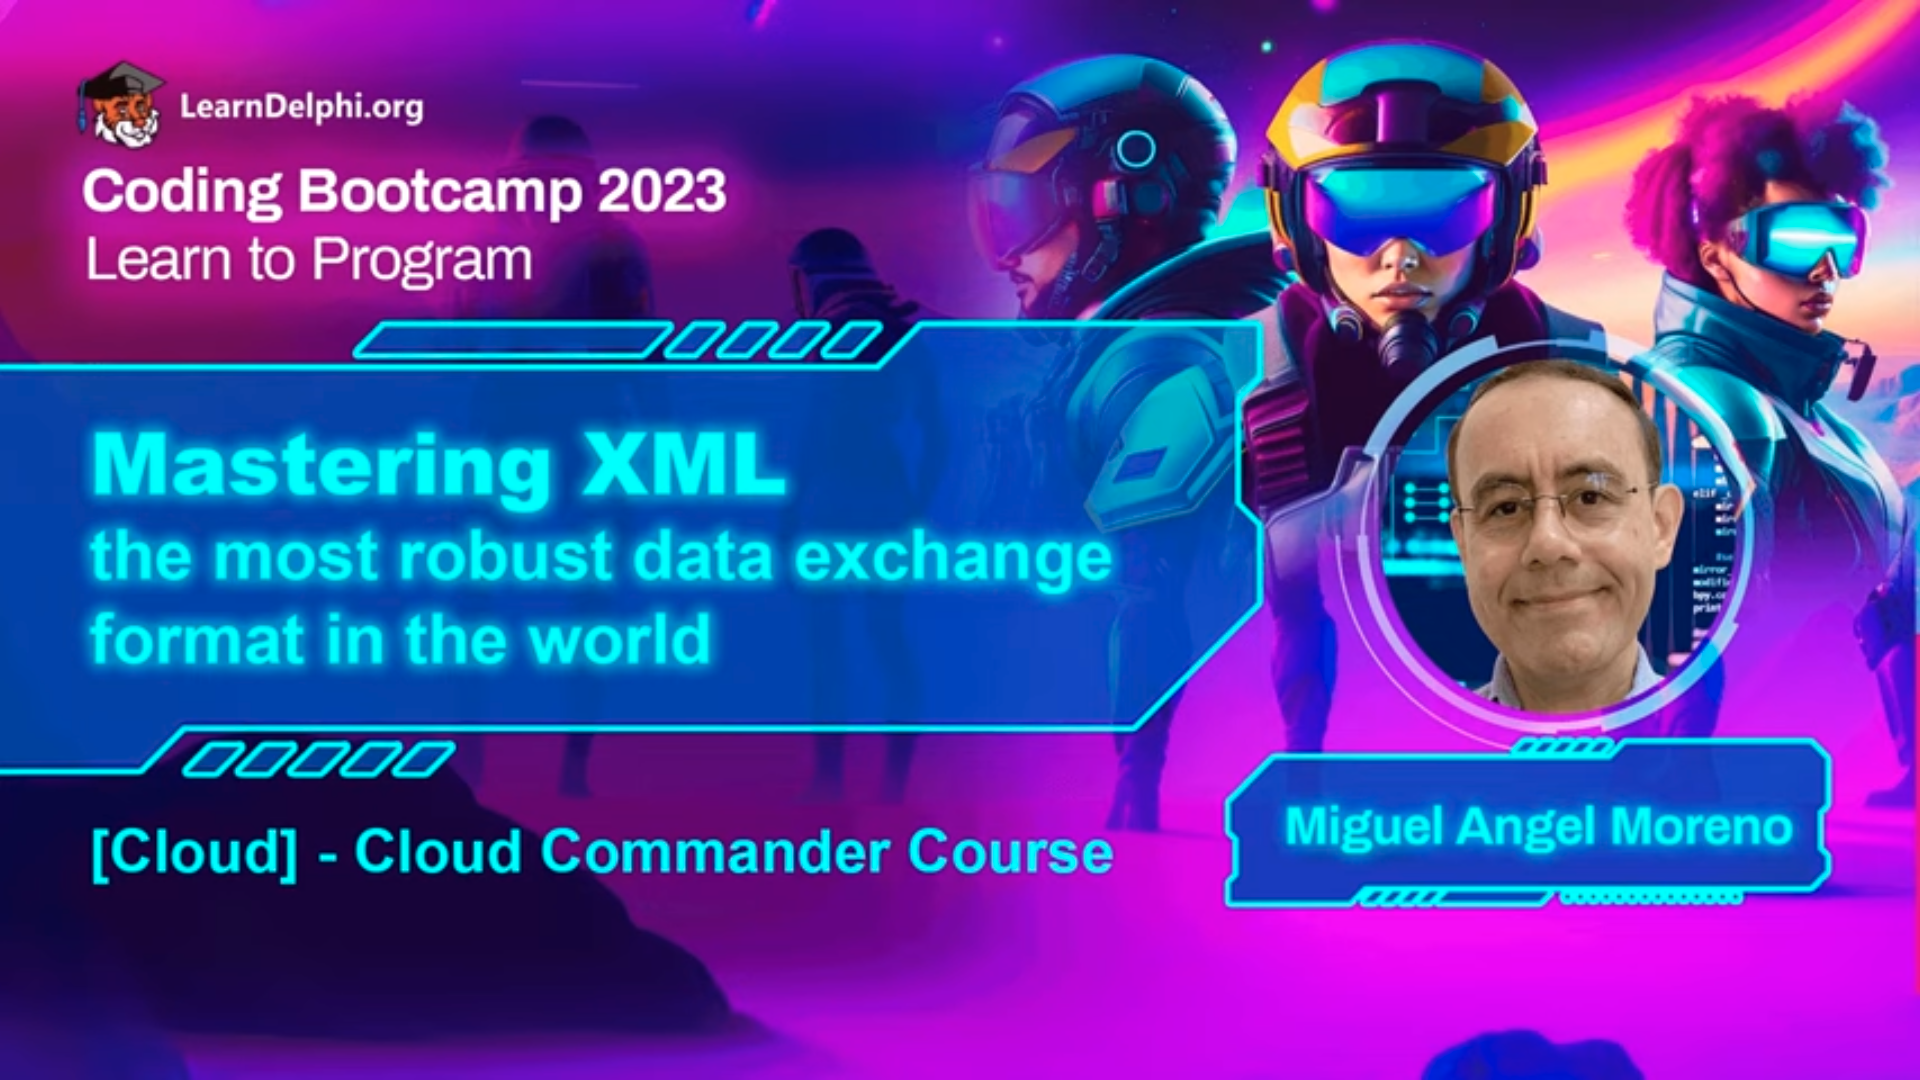 LearnDelphi.org
Coding Bootcamp 2023
Learn to Program
Mastering XML
the most robust data exchange
format in the world
[Cloud] - Cloud Commander Course
Miguel Angel Moreno